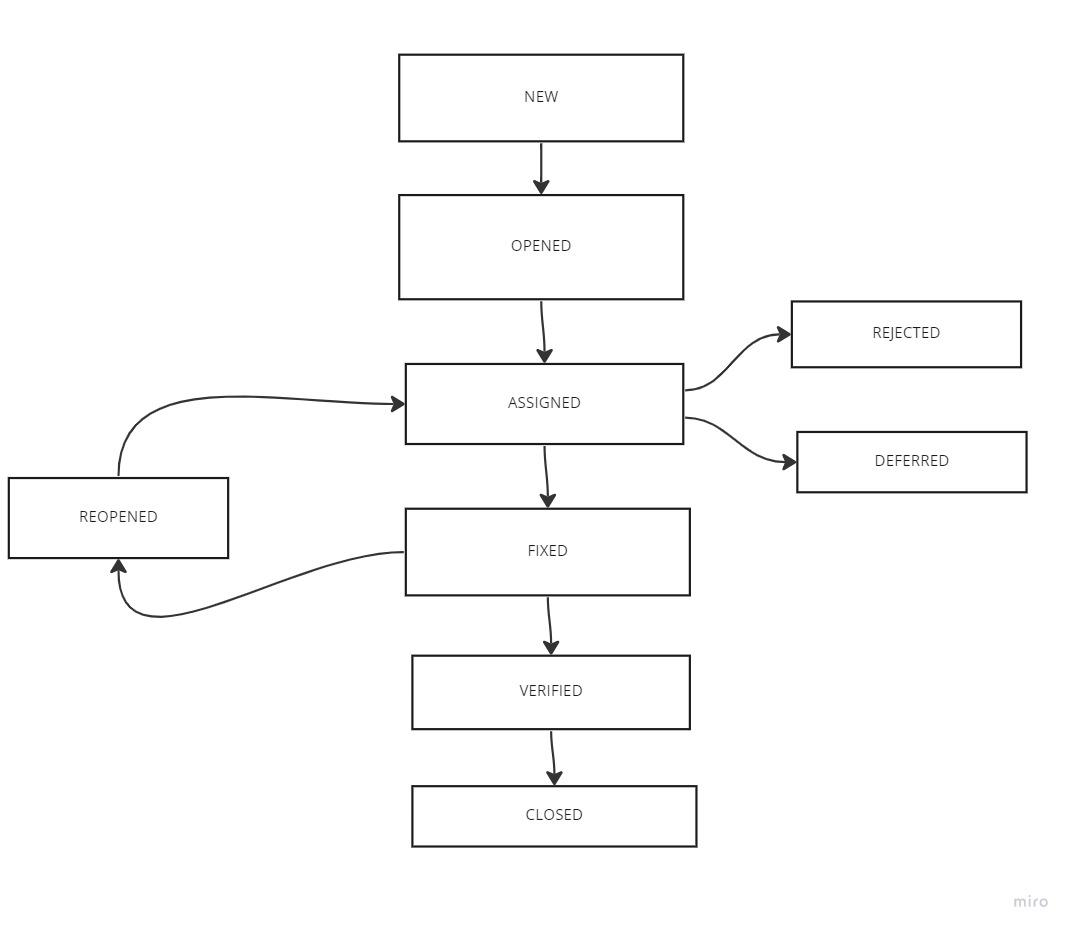 NEW
OPENED
REJECTED
ASSIGNED
DEFERRED
REOPENED
FIXED
VERIFIED
CLOSED
miro